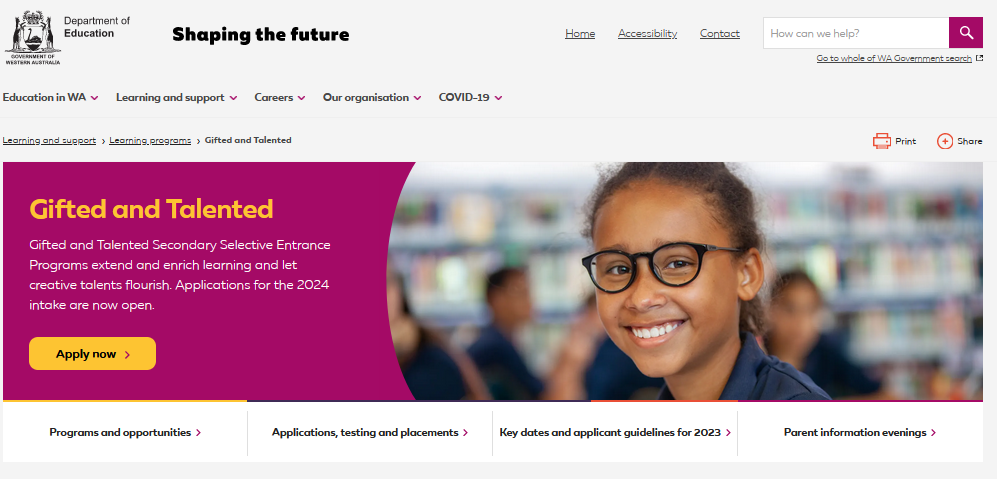 Department of
Education
GOVERNMENT OF
WESTERN AUSTRALIA
Shaping the future
Home
Accessibility
Contact
How can we help?
Go to whole of WA Government search
Education in WA
Learning and support
Careers
Our organisation
COVID-19
Learning and support › Learning programs › Gifted and Talented
Print
Share
Gifted and Talented
Gifted and Talented Secondary Selective Entrance
Programs extend and enrich learning and let
creative talents flourish. Applications for the 2024
intake are now open.
Apply now ›
Programs and opportunities ›
Applications, testing and placements ›
Key dates and applicant guidelines for 2023 ›
Parent information evenings ›